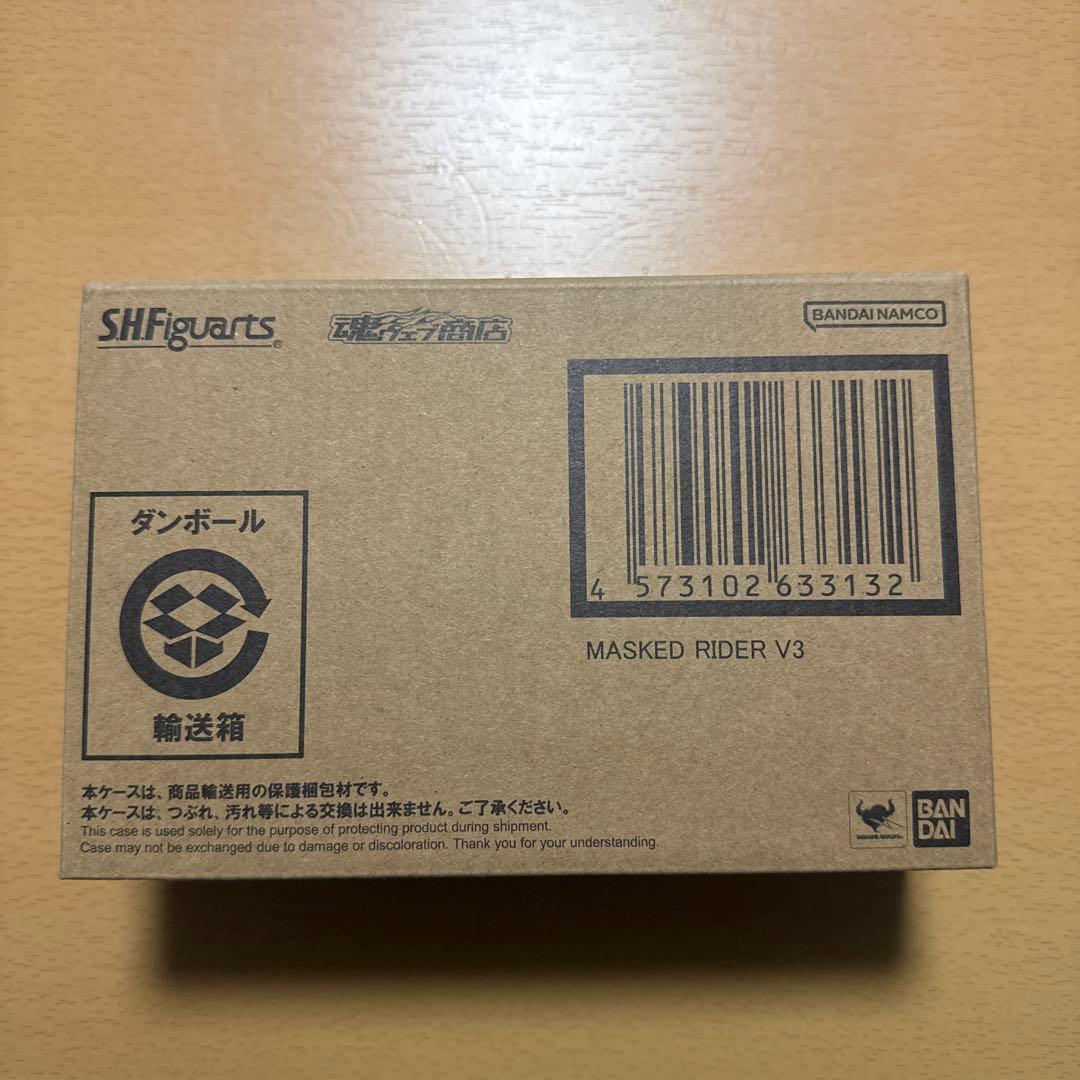 S.H.Figuarts®
魂ウェブ商店
BANDAI NAMCO
4 573102 633132
MASKED RIDER V3
ダンボール
輸送箱
本ケースは、商品輸送用の保護梱包材です。
本ケースは、つぶれ、汚れ等による交換は出来ません。ご了承ください。
This case is used solely for the purpose of protecting product during shipment.
Case may not be exchanged due to damage or discoloration. Thank you for your understanding.
TAMASHII NATIONS
BAN
DAI